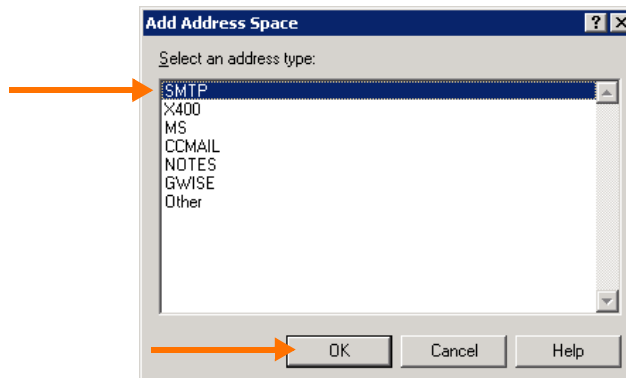 Add Address Space
Select an address type:
SMTP
X400
MS
CCMAIL
NOTES
GWISE
Other
OK Cancel Help